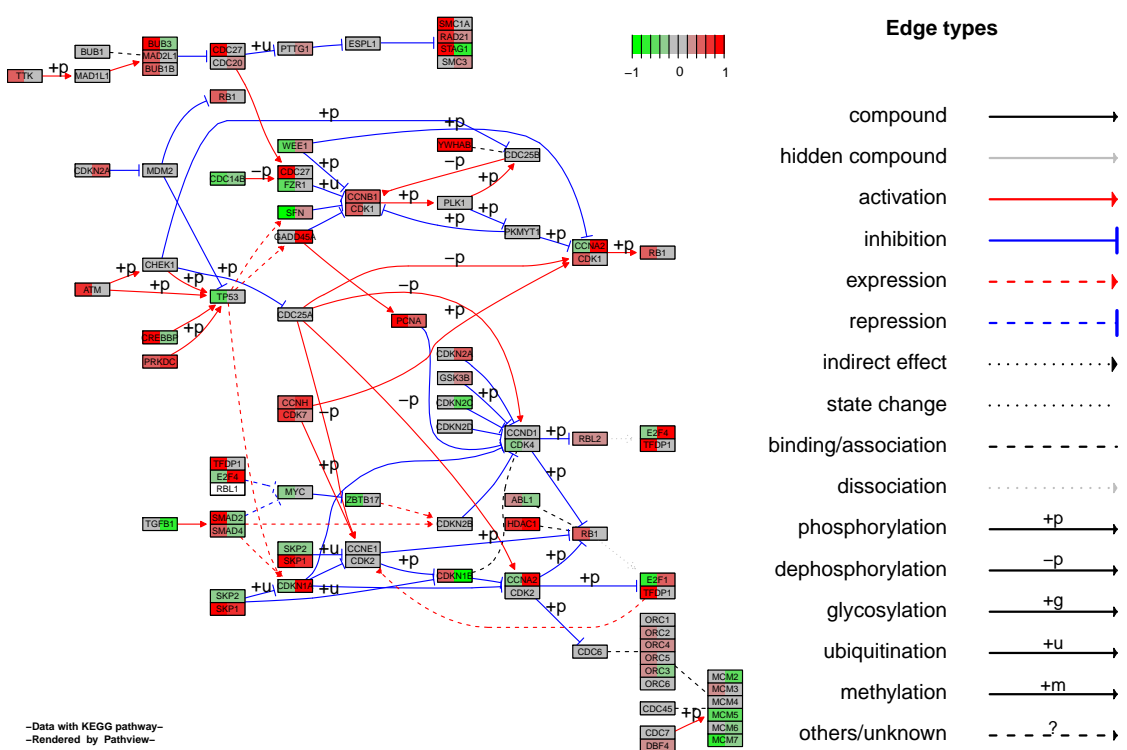 Edge types
−1
0
1
compound
hidden compound
activation
inhibition
expression
repression
indirect effect
state change
binding/association
dissociation
phosphorylation
+p
dephosphorylation
−p
glycosylation
+g
ubiquitination
+u
methylation
+m
others/unknown
?
TTK
+p
BUB1
MAD1L1
BUB3
MAD2L1
BUB1B
CDC27
CDC20
+u
PTTG1
ESPL1
SMC1A
RAD21
STAG1
SMC3
RB1
CDKN2A
MDM2
CDC14B
−p
WEE1
+p
CDC27
FZR1
+u
SFN
GADD45A
CCNB1
CDK1
+p
+p
+p
YWHAB
CDC25B
−p
PLK1
+p
+p
PKMYT1
+p
CCNA2
CDK1
+p
RB1
CHEK1
+p
+p
+p
ATM
+p
TP53
CREBBP
+p
PRKDC
CDC25A
−p
−p
+p
PCNA
CDKN2A
GSK3B
+p
CDKN2C
CDKN2D
−p
CCNH
CDK7
−p
CCND1
CDK4
+p
RBL2
E2F4
TFDP1
+p
+p
TFDP1
E2F4
RBL1
MYC
ZBTB17
TGFB1
SMAD2
SMAD4
CDKN2B
ABL1
HDAC1
RB1
+p
SKP2
SKP1
+u
CCNE1
CDK2
+p
CDKN1B
CDKN1A
SKP2
SKP1
+u
+u
CCNA2
CDK2
+p
+p
+p
E2F1
TFDP1
CDC6
ORC1
ORC2
ORC4
ORC5
ORC3
ORC6
CDC45
CDC7
DBF4
+p
MCM2
MCM3
MCM4
MCM5
MCM6
MCM7
−Data with KEGG pathway−
−Rendered by Pathview−